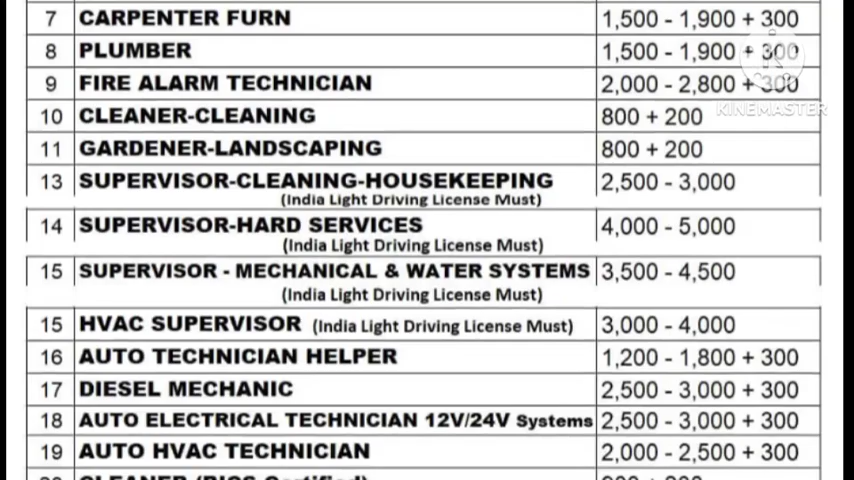 7 CARPENTER FURN 1,500 - 1,900 + 300
8 PLUMBER 1,500 - 1,900 + 300
9 FIRE ALARM TECHNICIAN 2,000 - 2,800 + 300
KINEMASTER
10 CLEANER-CLEANING 800 + 200
11 GARDENER-LANDSCAPING 800 + 200
13 SUPERVISOR-CLEANING-HOUSEKEEPING 2,500 - 3,000
(India Light Driving License Must)
14 SUPERVISOR-HARD SERVICES 4,000 - 5,000
(India Light Driving License Must)
15 SUPERVISOR - MECHANICAL & WATER SYSTEMS 3,500 - 4,500
(India Light Driving License Must)
15 HVAC SUPERVISOR (India Light Driving License Must) 3,000 - 4,000
16 AUTO TECHNICIAN HELPER 1,200 - 1,800 + 300
17 DIESEL MECHANIC 2,500 - 3,000 + 300
18 AUTO ELECTRICAL TECHNICIAN 12V/24V Systems 2,500 - 3,000 + 300
19 AUTO HVAC TECHNICIAN 2,000 - 2,500 + 300
CLEANER